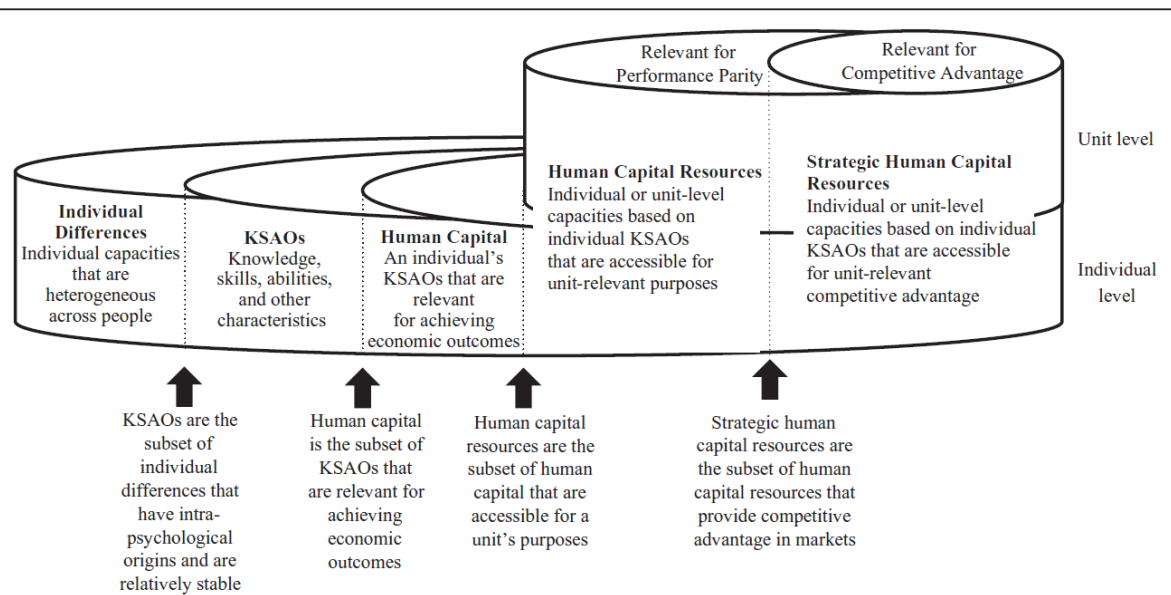 Relevant for
Performance Parity
Relevant for
Competitive Advantage
Unit level
Individual
level
Individual
Differences
Individual capacities
that are
heterogeneous
across people
KSAOs
Knowledge,
skills, abilities,
and other
characteristics
Human Capital
An individual's
KSAOs that are
relevant
for achieving
economic outcomes
Human Capital Resources
Individual or unit-level
capacities based on
individual KSAOs
that are accessible for
unit-relevant purposes
Strategic Human Capital
Resources
Individual or unit-level
capacities based on individual
KSAOs that are accessible
for unit-relevant
competitive advantage
KSAOs are the
subset of
individual
differences that
have intra-
psychological
origins and are
relatively stable
Human capital
is the subset of
KSAOs that
are relevant for
achieving
economic
outcomes
Human capital
resources are the
subset of human
capital that are
accessible for a
unit's purposes
Strategic human
capital resources are
the subset of human
capital resources that
provide competitive
advantage in markets